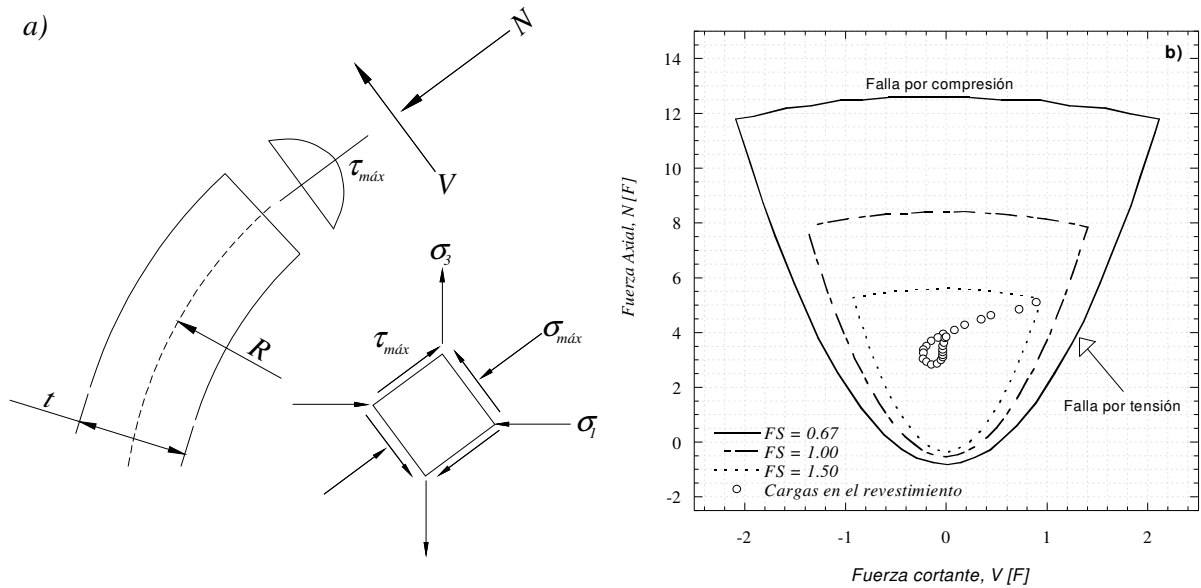 a)
N
V
τmáx
R
t
σ3
τmáx
σmáx
σ1
b)
Falla por compresión
Fuerza Axial, N [F]
14
12
10
8
6
4
2
0
-2
Falla por tensión
FS = 0.67
FS = 1.00
FS = 1.50
Cargas en el revestimiento
-2 -1 0 1 2
Fuerza cortante, V [F]